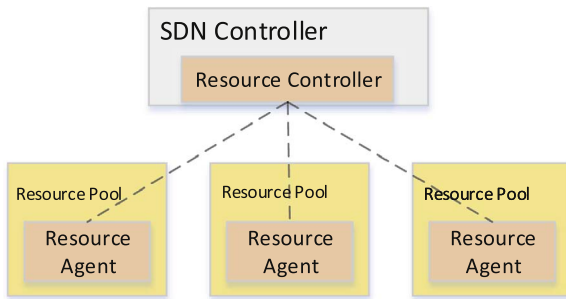 SDN Controller
Resource Controller
Resource Pool
Resource Pool
Resource Pool
Resource
Agent
Resource
Agent
Resource
Agent